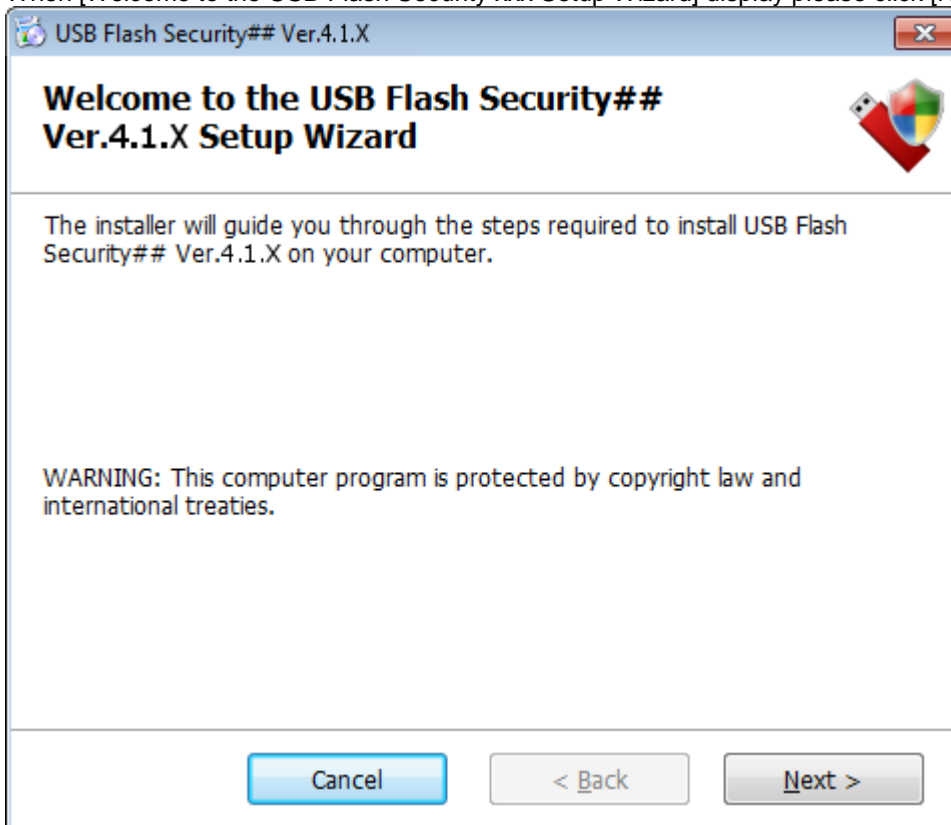 USB Flash Security## Ver.4.1.X
Welcome to the USB Flash Security##
Ver.4.1.X Setup Wizard
The installer will guide you through the steps required to install USB Flash
Security## Ver.4.1.X on your computer.
WARNING: This computer program is protected by copyright law and
international treaties.
Cancel
< Back
Next >